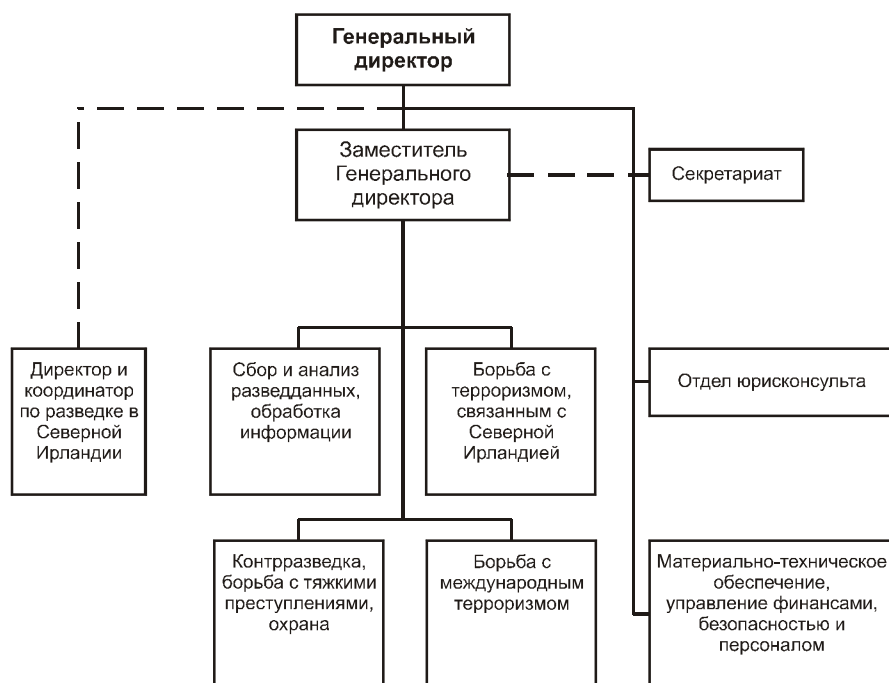 Генеральный
директор
Заместитель
Генерального
директора
Секретариат
Директор и
координатор
по разведке в
Северной
Ирландии
Сбор и анализ
разведданных,
обработка
информации
Борьба с
терроризмом,
связанным с
Северной
Ирландией
Отдел юрисконсульта
Контрразведка,
борьба с тяжкими
преступлениями,
охрана
Борьба с
международным
терроризмом
Материально-техническое
обеспечение,
управление финансами,
безопасностью и
персоналом